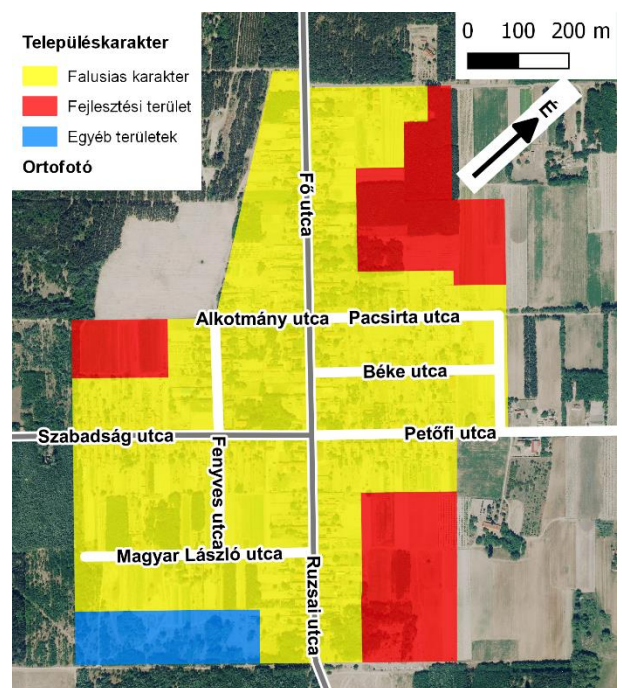 Településkarakter
Falusias karakter
Fejlesztési terület
Egyéb területek
Ortofotó
0 100 200 m
É
Fő utca
Alkotmány utca
Pacsirta utca
Béke utca
Szabadság utca
Petőfi utca
Fenyves utca
Magyar László utca
Ruzsai utca